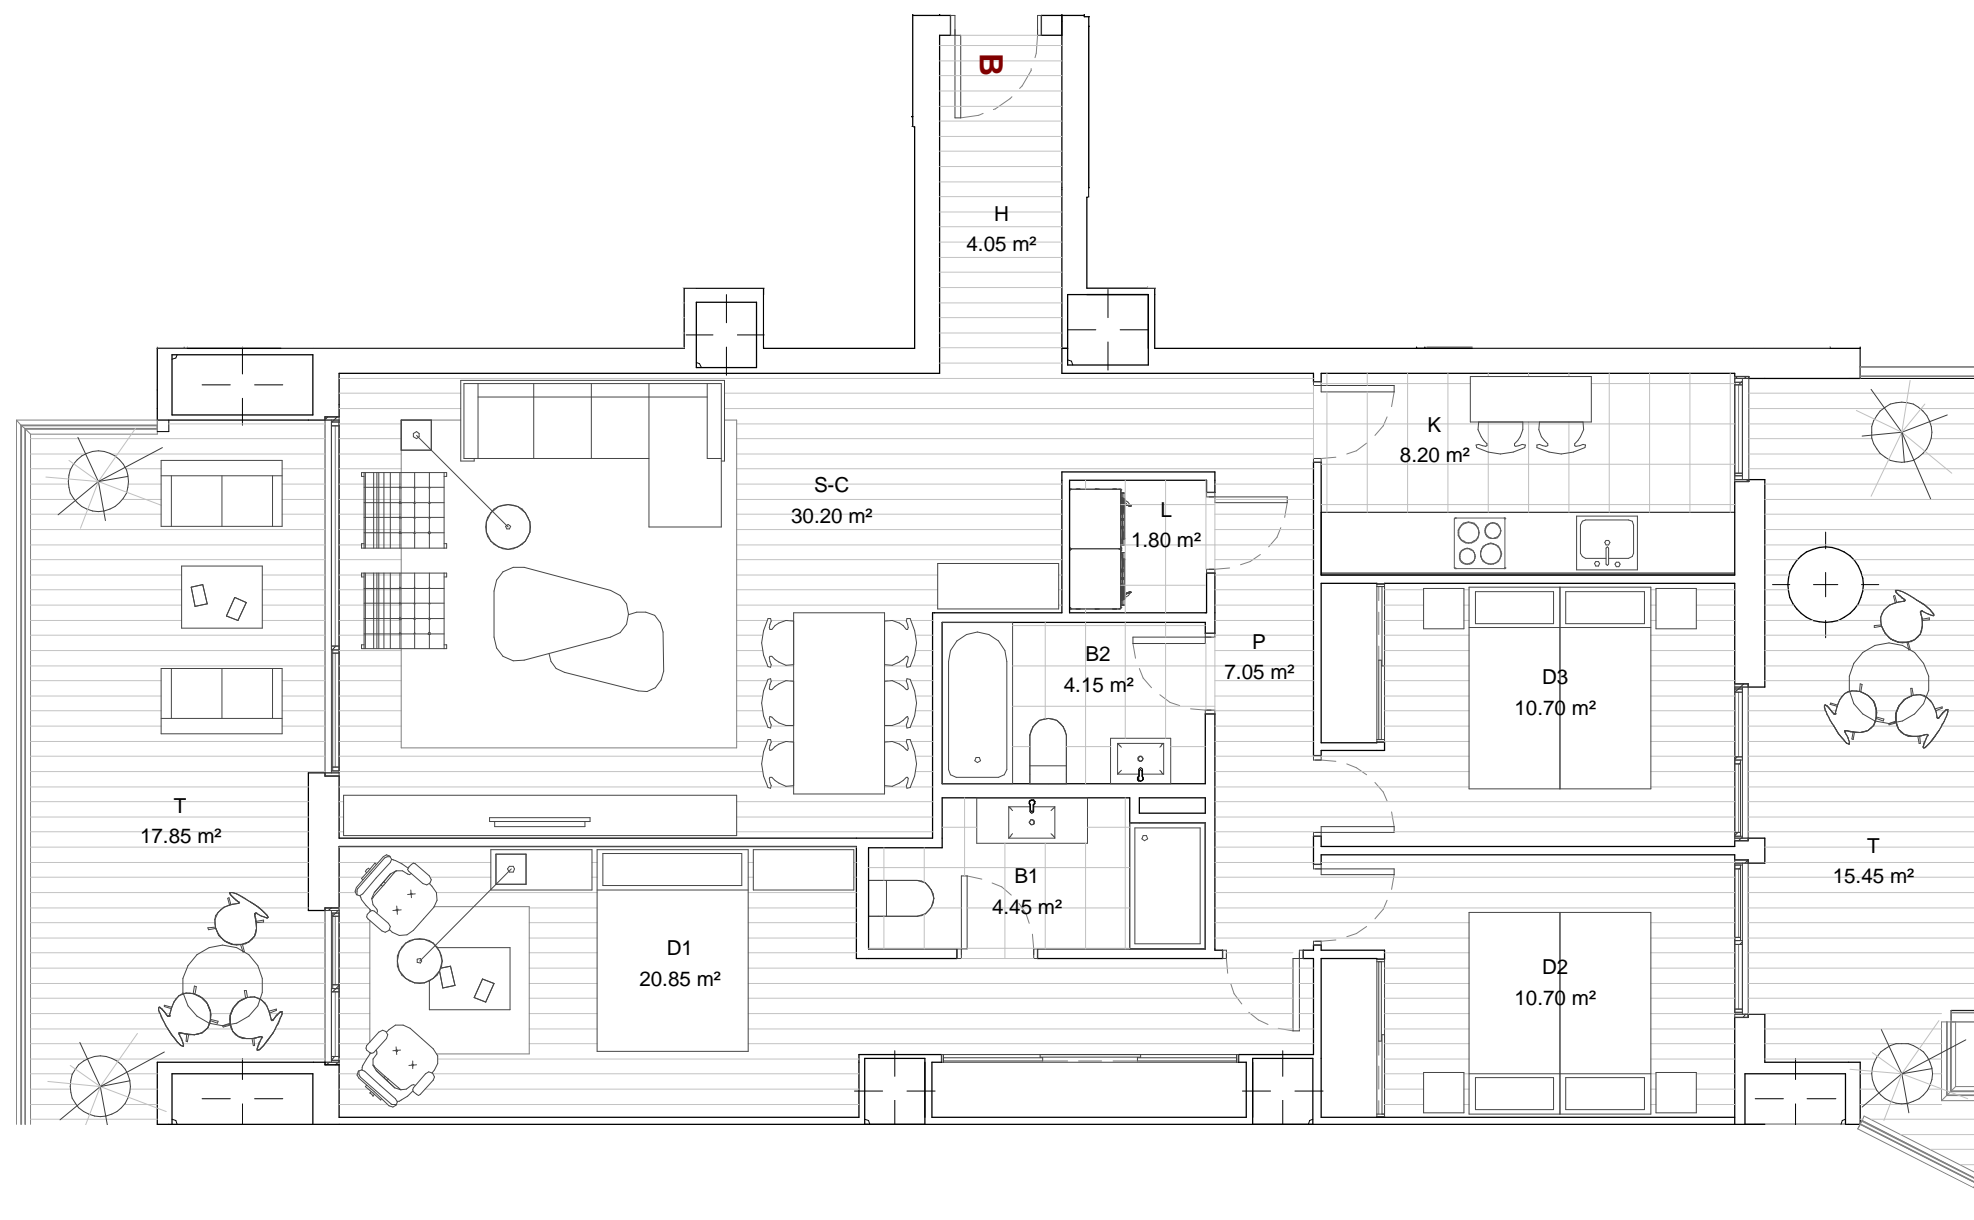 B
H
4.05 m²
K
8.20 m²
S-C
30.20 m²
L
1.80 m²
B2
4.15 m²
P
7.05 m²
D3
10.70 m²
T
17.85 m²
T
15.45 m²
B1
4.45 m²
D1
20.85 m²
D2
10.70 m²